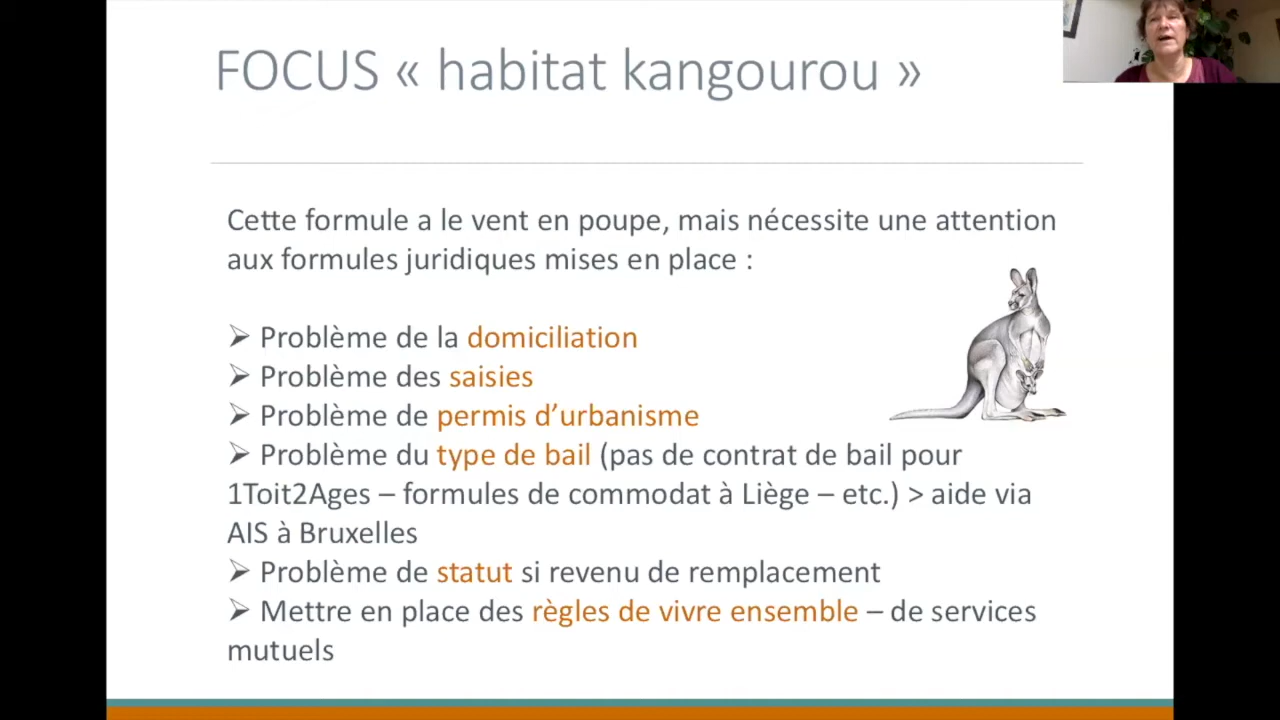 FOCUS « habitat kangourou »
Cette formule a le vent en poupe, mais nécessite une attention
aux formules juridiques mises en place :
➢ Problème de la domiciliation
➢ Problème des saisies
➢ Problème de permis d’urbanisme
➢ Problème du type de bail (pas de contrat de bail pour
1Toit2Ages – formules de commodat à Liège – etc.) > aide via
AIS à Bruxelles
➢ Problème de statut si revenu de remplacement
➢ Mettre en place des règles de vivre ensemble – de services
mutuels